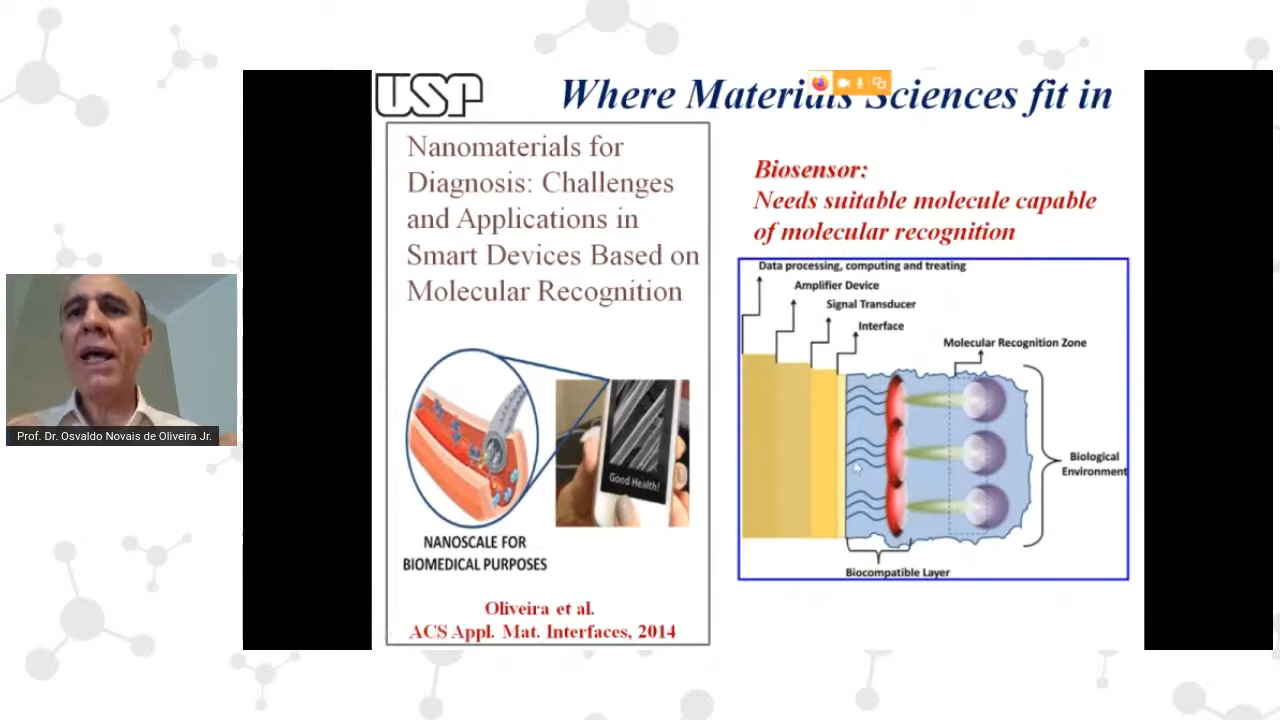 USP
Where Materials Sciences fit in
Nanomaterials for
Diagnosis: Challenges
and Applications in
Smart Devices Based on
Molecular Recognition
Good Health!
NANOSCALE FOR
BIOMEDICAL PURPOSES
Oliveira et al.
ACS Appl. Mat. Interfaces, 2014
Biosensor:
Needs suitable molecule capable
of molecular recognition
Data processing, computing and treating
Amplifier Device
Signal Transducer
Interface
Molecular Recognition Zone
Biological
Environment
Biocompatible Layer
Prof. Dr. Osvaldo Novais de Oliveira Jr.